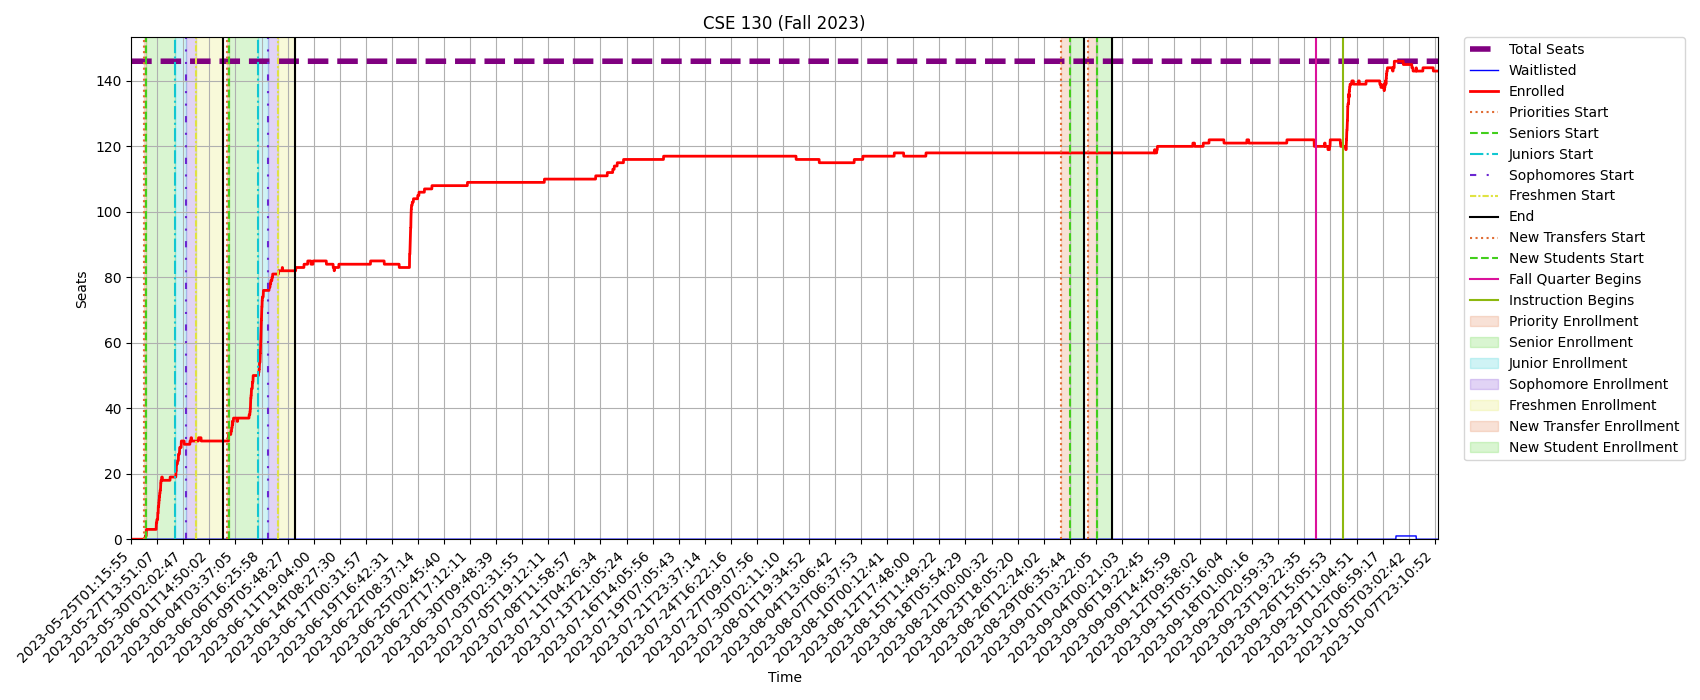 CSE 130 (Fall 2023)
Seats
140
120
100
80
60
40
20
0
2023-05-25T01:15:55
2023-05-27T13:51:07
2023-05-30T02:02:47
2023-06-01T14:50:02
2023-06-04T03:37:05
2023-06-06T16:25:58
2023-06-09T05:48:27
2023-06-11T19:04:00
2023-06-14T08:27:30
2023-06-17T00:31:57
2023-06-19T16:42:31
2023-06-22T08:37:14
2023-06-25T00:45:40
2023-06-27T17:12:11
2023-06-30T09:48:39
2023-07-03T02:31:55
2023-07-05T19:12:11
2023-07-08T11:58:57
2023-07-11T04:26:34
2023-07-13T21:05:24
2023-07-16T14:05:56
2023-07-19T07:05:43
2023-07-21T23:37:14
2023-07-24T16:22:16
2023-07-27T09:07:56
2023-07-30T02:11:10
2023-08-01T19:34:52
2023-08-04T13:06:42
2023-08-07T06:37:53
2023-08-10T00:12:41
2023-08-12T17:48:00
2023-08-15T11:49:22
2023-08-18T05:54:29
2023-08-21T00:00:32
2023-08-23T18:05:20
2023-08-26T12:24:02
2023-08-29T06:35:44
2023-09-01T03:22:05
2023-09-04T00:21:03
2023-09-06T19:22:45
2023-09-09T14:45:59
2023-09-12T09:58:02
2023-09-15T05:16:04
2023-09-18T01:00:16
2023-09-20T20:59:33
2023-09-23T19:22:35
2023-09-26T15:05:53
2023-09-29T11:04:51
2023-10-02T06:59:17
2023-10-05T03:02:42
2023-10-07T23:10:52
Time
Total Seats
Waitlisted
Enrolled
Priorities Start
Seniors Start
Juniors Start
Sophomores Start
Freshmen Start
End
New Transfers Start
New Students Start
Fall Quarter Begins
Instruction Begins
Priority Enrollment
Senior Enrollment
Junior Enrollment
Sophomore Enrollment
Freshmen Enrollment
New Transfer Enrollment
New Student Enrollment